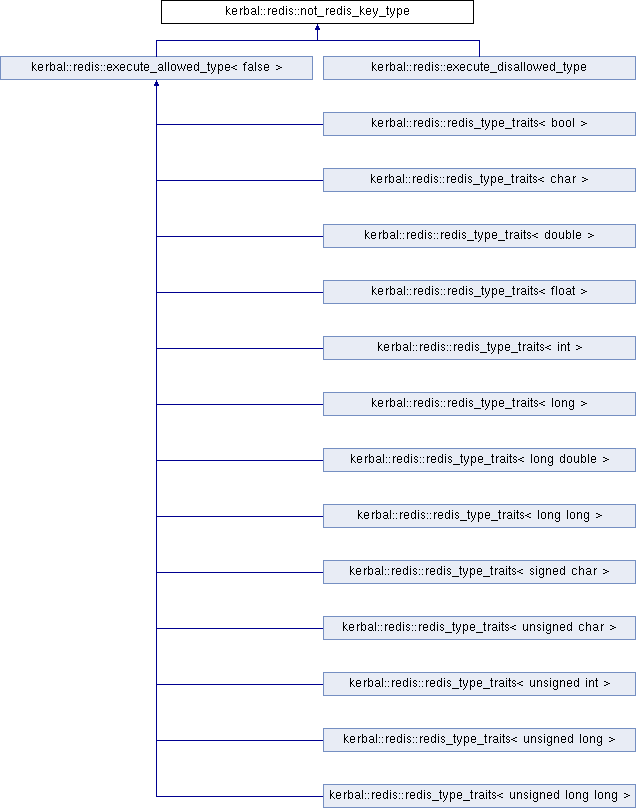 kerbal::redis::not_redis_key_type
kerbal::redis::execute_allowed_type< false >
kerbal::redis::execute_disallowed_type
kerbal::redis::redis_type_traits< bool >
kerbal::redis::redis_type_traits< char >
kerbal::redis::redis_type_traits< double >
kerbal::redis::redis_type_traits< float >
kerbal::redis::redis_type_traits< int >
kerbal::redis::redis_type_traits< long >
kerbal::redis::redis_type_traits< long double >
kerbal::redis::redis_type_traits< long long >
kerbal::redis::redis_type_traits< signed char >
kerbal::redis::redis_type_traits< unsigned char >
kerbal::redis::redis_type_traits< unsigned int >
kerbal::redis::redis_type_traits< unsigned long >
kerbal::redis::redis_type_traits< unsigned long long >